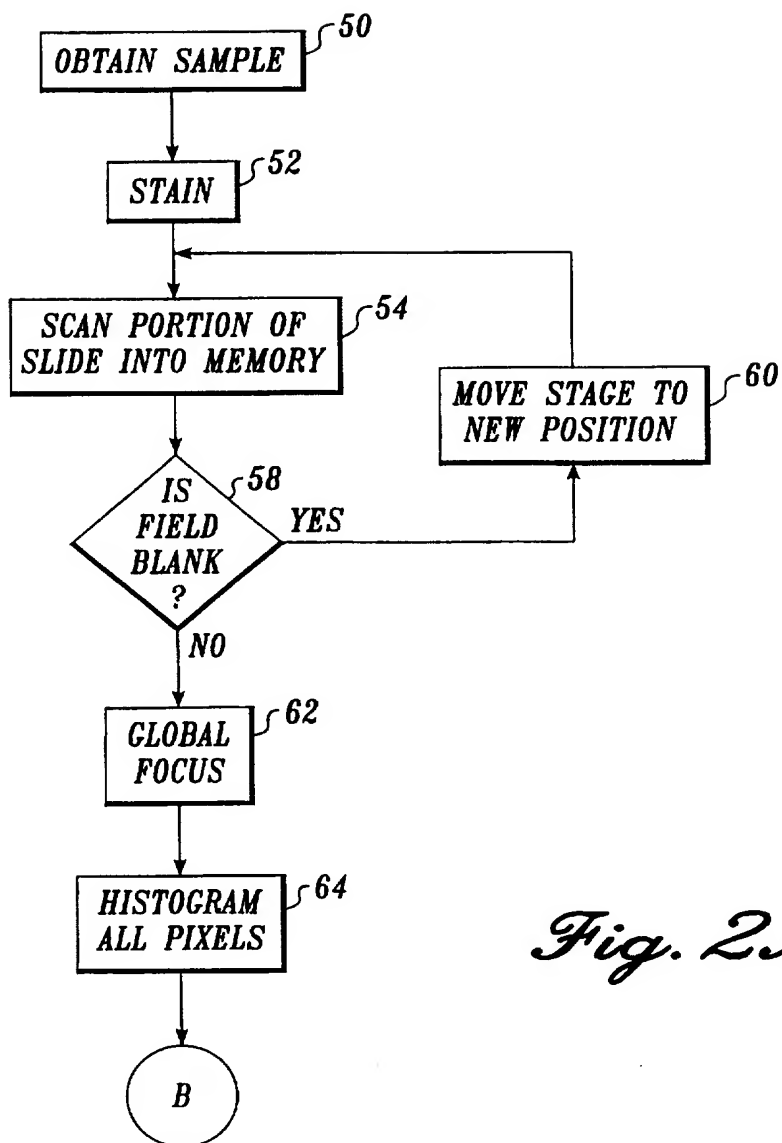 50
OBTAIN SAMPLE
52
STAIN
54
SCAN PORTION OF
SLIDE INTO MEMORY
60
MOVE STAGE TO
NEW POSITION
58
IS
FIELD
BLANK
?
YES
NO
62
GLOBAL
FOCUS
64
HISTOGRAM
ALL PIXELS
Fig. 2
B